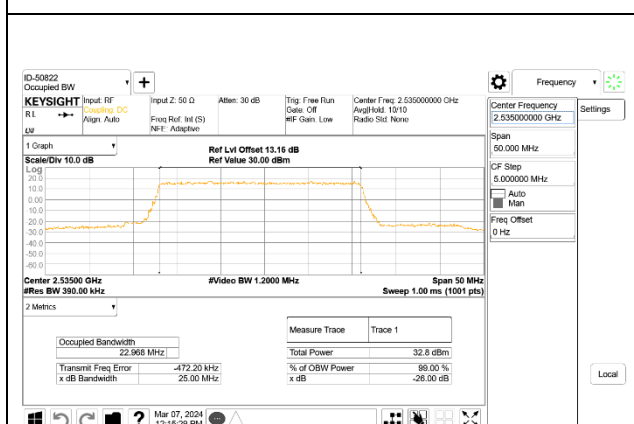 ID-50822
Occupied BW
Frequency
KEYSIGHT
Input: RF
Coupling: DC
Align: Auto
Input Z: 50 Ω
Freq Ref: Int (S)
NFE: Adaptive
Atten: 30 dB
Trig: Free Run
Gate: Off
#IF Gain: Low
Center Freq: 2.535000000 GHz
Avg|Hold: 10/10
Radio Std: None
R L
Center Frequency
2.535000000 GHz
Settings
Span
50.000 MHz
CF Step
5.000000 MHz
Auto
Man
Freq Offset
0 Hz
1 Graph
Scale/Div 10.0 dB
Ref Lvl Offset 13.15 dB
Ref Value 30.00 dBm
Log
20.0
10.0
0.00
-10.0
-20.0
-30.0
-40.0
-50.0
-60.0
Center 2.53500 GHz
#Video BW 1.2000 MHz
Span 50 MHz
#Res BW 390.00 kHz
Sweep 1.00 ms (1001 pts)
2 Metrics
Measure Trace
Trace 1
Occupied Bandwidth
22.968 MHz
Total Power
32.8 dBm
Transmit Freq Error
-472.20 kHz
% of OBW Power
99.00 %
x dB Bandwidth
25.00 MHz
x dB
-26.00 dB
Local
Mar 07, 2024
12:15:29 PM